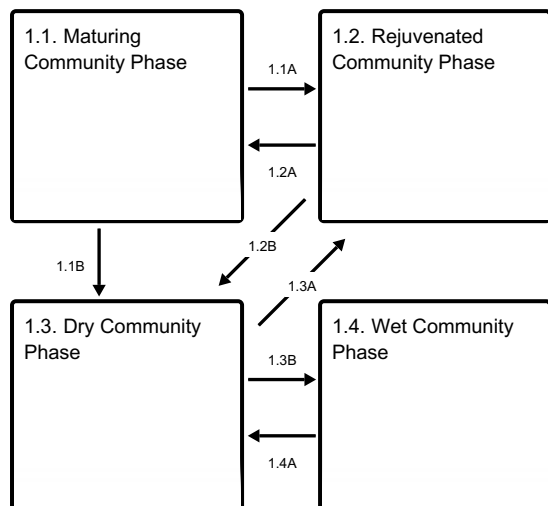 1.1. Maturing
Community Phase
1.2. Rejuvenated
Community Phase
1.1A
1.2A
1.1B
1.2B
1.3A
1.3. Dry Community
Phase
1.4. Wet Community
Phase
1.3B
1.4A